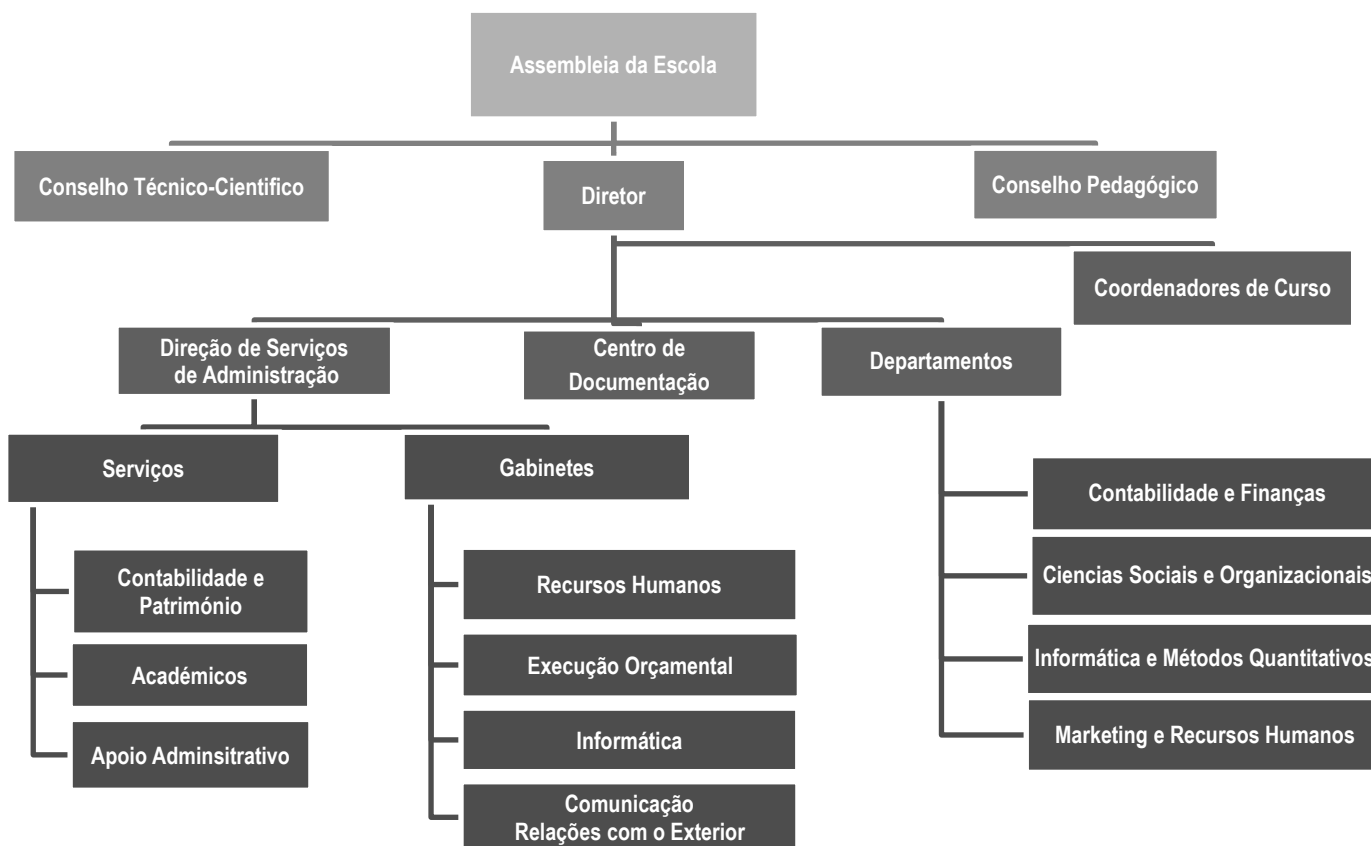 Assembleia da Escola
Conselho Técnico-Cientifico
Diretor
Conselho Pedagógico
Coordenadores de Curso
Direção de Serviços
de Administração
Centro de
Documentação
Departamentos
Serviços
Gabinetes
Contabilidade e
Património
Académicos
Apoio Adminsitrativo
Recursos Humanos
Execução Orçamental
Informática
Comunicação
Relações com o Exterior
Contabilidade e Finanças
Ciencias Sociais e Organizacionais
Informática e Métodos Quantitativos
Marketing e Recursos Humanos